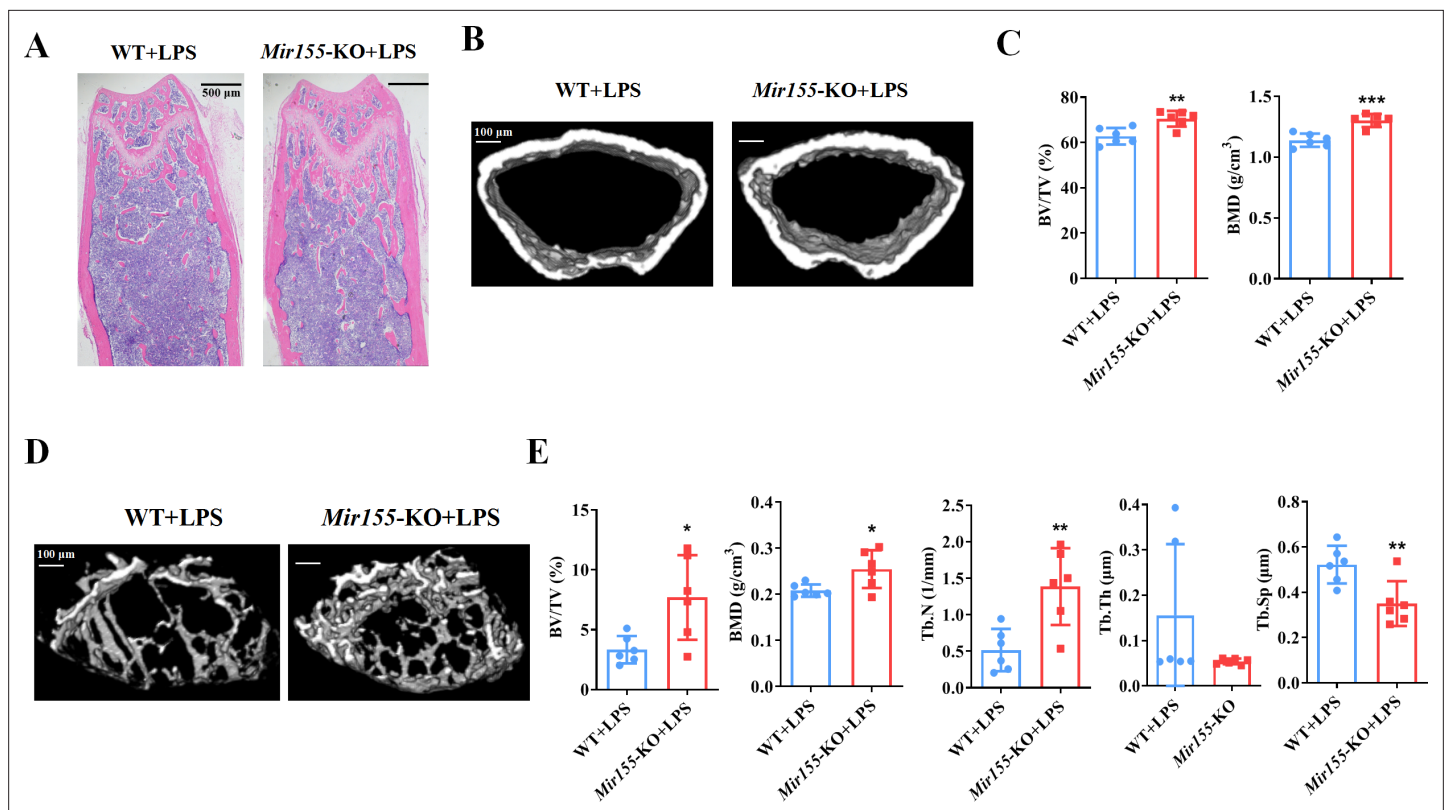 A
WT+LPS
Mir155-KO+LPS
500 µm
B
WT+LPS
Mir155-KO+LPS
100 µm
C
BV/TV (%)
80
60
40
20
0
**
WT+LPS
Mir155-KO+LPS
BMD (g/cm³)
1.5
1.0
0.5
0.0
***
WT+LPS
Mir155-KO+LPS
D
WT+LPS
Mir155-KO+LPS
100 µm
E
BV/TV (%)
15
10
5
0
*
WT+LPS
Mir155-KO+LPS
BMD (g/cm³)
0.4
0.3
0.2
0.1
0.0
*
WT+LPS
Mir155-KO+LPS
Tb.N (1/mm)
2.5
2.0
1.5
1.0
0.5
0.0
**
WT+LPS
Mir155-KO+LPS
Tb.Th (µm)
0.4
0.3
0.2
0.1
0.0
WT+LPS
Mir155-KO
Tb.Sp (µm)
0.8
0.6
0.4
0.2
0.0
**
WT+LPS
Mir155-KO+LPS